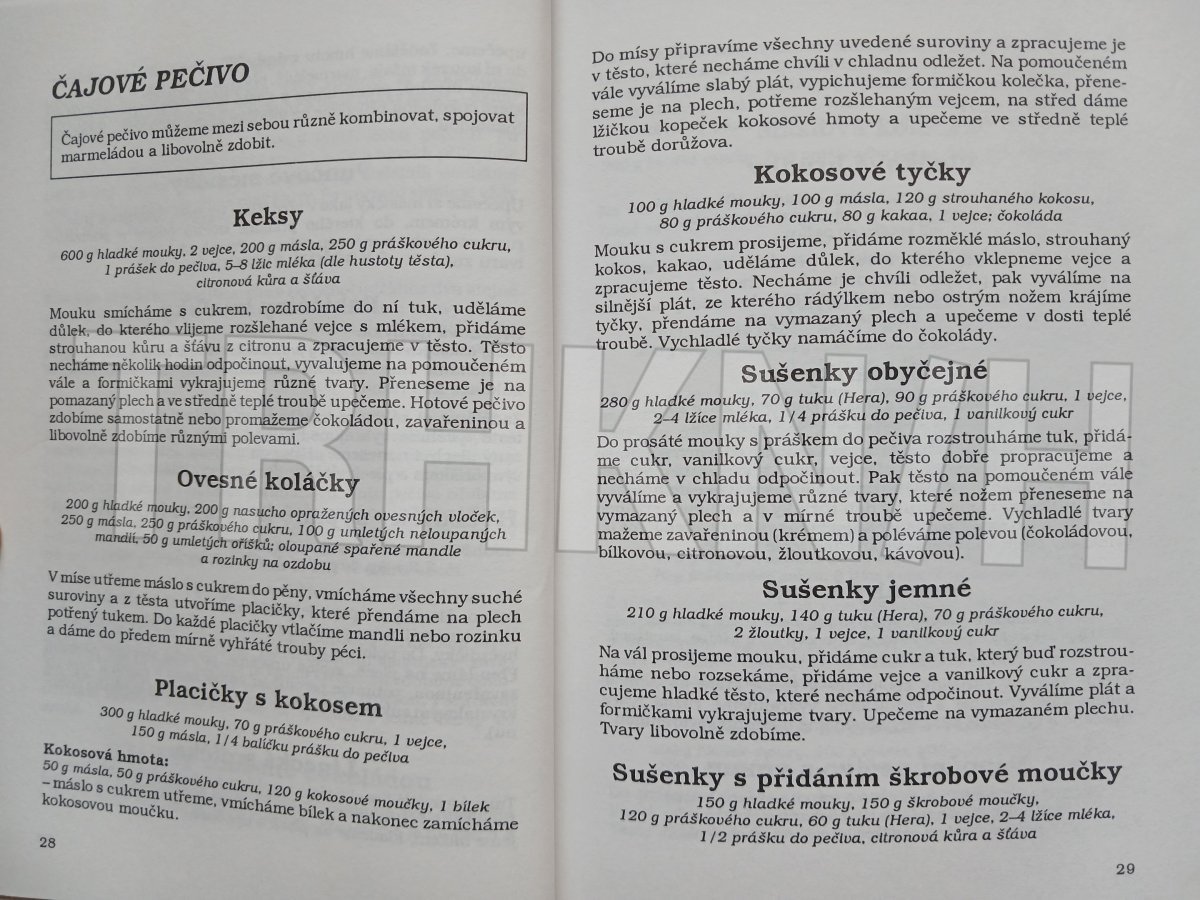 ČAJOVÉ PEČIVO
Čajové pečivo můžeme mezi sebou různě kombinovat, spojovat
marmeládou a libovolně zdobit.
Keksy
600 g hladké mouky, 2 vejce, 200 g másla, 250 g práškového cukru,
1 prášek do pečiva, 5–8 lžic mléka (dle hustoty těsta),
citronová kůra a šťáva
Mouku smícháme s cukrem, rozdrobíme do ní tuk, uděláme
důlek, do kterého vlijeme rozšlehané vejce s mlékem, přidáme
strouhanou kůru a šťávu z citronu a zpracujeme v těsto. Těsto
necháme několik hodin odpočinout, vyvalujeme na pomoučeném
vále a formičkami vykrajujeme různé tvary. Přeneseme je na
pomazaný plech a ve středně teplé troubě upečeme. Hotové pečivo
zdobíme samostatně nebo promažeme čokoládou, zavařeninou a
libovolně zdobíme různými polevami.
Ovesné koláčky
200 g hladké mouky, 200 g nasucho opražených ovesných vloček,
250 g másla, 250 g práškového cukru, 100 g umletých neloupaných
mandlí, 50 g umletých oříšků; oloupané spařené mandle
a rozinky na ozdobu
V míse utřeme máslo s cukrem do pěny, vmícháme všechny suché
suroviny a z těsta utvoříme placičky, které přendáme na plech
potřený tukem. Do každé placičky vtlačíme mandli nebo rozinku
a dáme do předem mírně vyhřáté trouby péci.
Placičky s kokosem
300 g hladké mouky, 70 g práškového cukru, 1 vejce,
150 g másla, 1/4 balíčku prášku do pečiva
Kokosová hmota:
50 g másla, 50 g práškového cukru, 120 g kokosové moučky, 1 bílek
– máslo s cukrem utřeme, vmícháme bílek a nakonec zamícháme
kokosovou moučku.
28
Do mísy připravíme všechny uvedené suroviny a zpracujeme je
v těsto, které necháme chvíli v chladnu odležet. Na pomoučeném
vále vyválíme slabý plát, vypichujeme formičkou kolečka, přene-
seme je na plech, potřeme rozšlehaným vejcem, na střed dáme
lžičkou kopeček kokosové hmoty a upečeme ve středně teplé
troubě dorůžova.
Kokosové tyčky
100 g hladké mouky, 100 g másla, 120 g strouhaného kokosu,
80 g práškového cukru, 80 g kakaa, 1 vejce; čokoláda
Mouku s cukrem prosijeme, přidáme rozměklé máslo, strouhaný
kokos, kakao, uděláme důlek, do kterého vklepneme vejce a
zpracujeme těsto. Necháme je chvíli odležet, pak vyválíme na
silnější plát, ze kterého rádýlkem nebo ostrým nožem krájíme
tyčky, přendáme na vymazaný plech a upečeme v dosti teplé
troubě. Vychladlé tyčky namáčíme do čokolády.
Sušenky obyčejné
280 g hladké mouky, 70 g tuku (Hera), 90 g práškového cukru, 1 vejce,
2–4 lžíce mléka, 1/4 prášku do pečiva, 1 vanilkový cukr
Do prosáté mouky s práškem do pečiva rozstrouháme tuk, přidá-
me cukr, vanilkový cukr, vejce, těsto dobře propracujeme a
necháme v chladu odpočinout. Pak těsto na pomoučeném vále
vyválíme a vykrajujeme různé tvary, které nožem přeneseme na
vymazaný plech a v mírné troubě upečeme. Vychladlé tvary
mažeme zavařeninou (krémem) a poléváme polevou (čokoládovou,
bílkovou, citronovou, žloutkovou, kávovou).
Sušenky jemné
210 g hladké mouky, 140 g tuku (Hera), 70 g práškového cukru,
2 žloutky, 1 vejce, 1 vanilkový cukr
Na vál prosijeme mouku, přidáme cukr a tuk, který buď rozstrou-
háme nebo rozsekáme, přidáme vejce a vanilkový cukr a zpra-
cujeme hladké těsto, které necháme odpočinout. Vyválíme plát a
formičkami vykrajujeme tvary. Upečeme na vymazaném plechu.
Tvary libovolně zdobíme.
Sušenky s přidáním škrobové moučky
150 g hladké mouky, 150 g škrobové moučky,
120 g práškového cukru, 60 g tuku (Hera), 1 vejce, 2–4 lžíce mléka,
1/2 prášku do pečiva, citronová kůra a šťáva
29
TRHKNIH